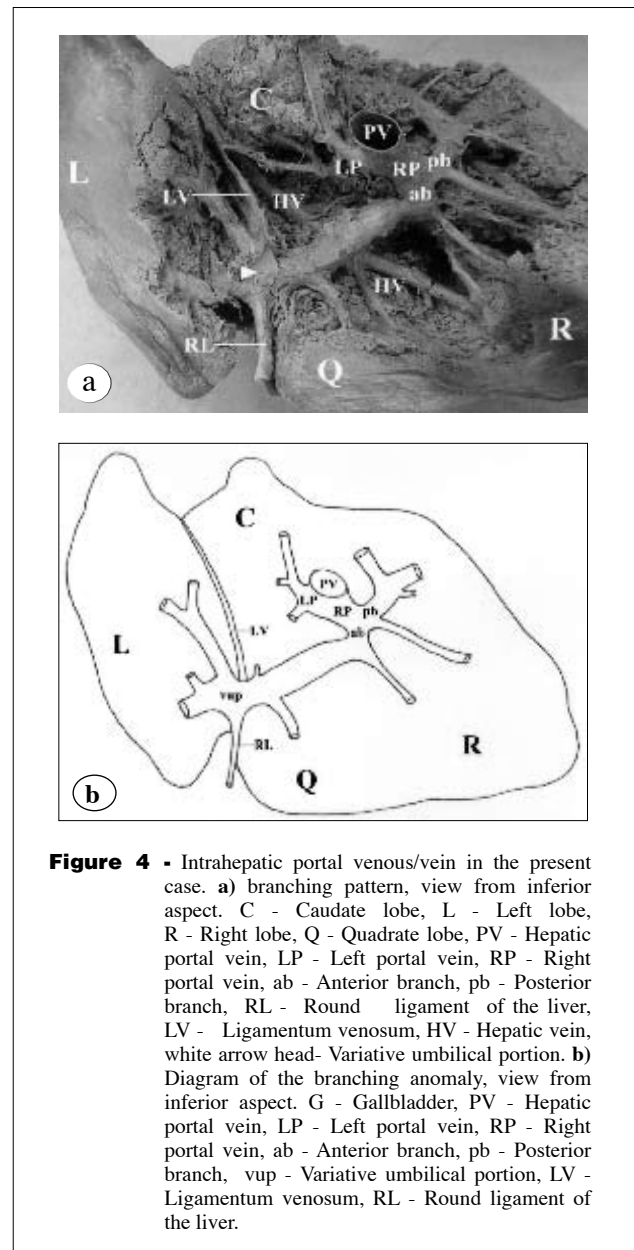 C
PV
LP
RP
pb
L
LV
HV
ab
HV
RL
R
Q
a
C
PV
LP
RP
pb
LV
ab
L
vup
RL
R
Q
b
Figure 4 - Intrahepatic portal venous/vein in the present
case. a) branching pattern, view from inferior
aspect. C - Caudate lobe, L - Left lobe,
R - Right lobe, Q - Quadrate lobe, PV - Hepatic
portal vein, LP - Left portal vein, RP - Right
portal vein, ab - Anterior branch, pb - Posterior
branch, RL - Round ligament of the liver,
LV - Ligamentum venosum, HV - Hepatic vein,
white arrow head- Variative umbilical portion. b)
Diagram of the branching anomaly, view from
inferior aspect. G - Gallbladder, PV - Hepatic
portal vein, LP - Left portal vein, RP - Right
portal vein, ab - Anterior branch, pb - Posterior
branch, vup - Variative umbilical portion, LV -
Ligamentum venosum, RL - Round ligament of
the liver.